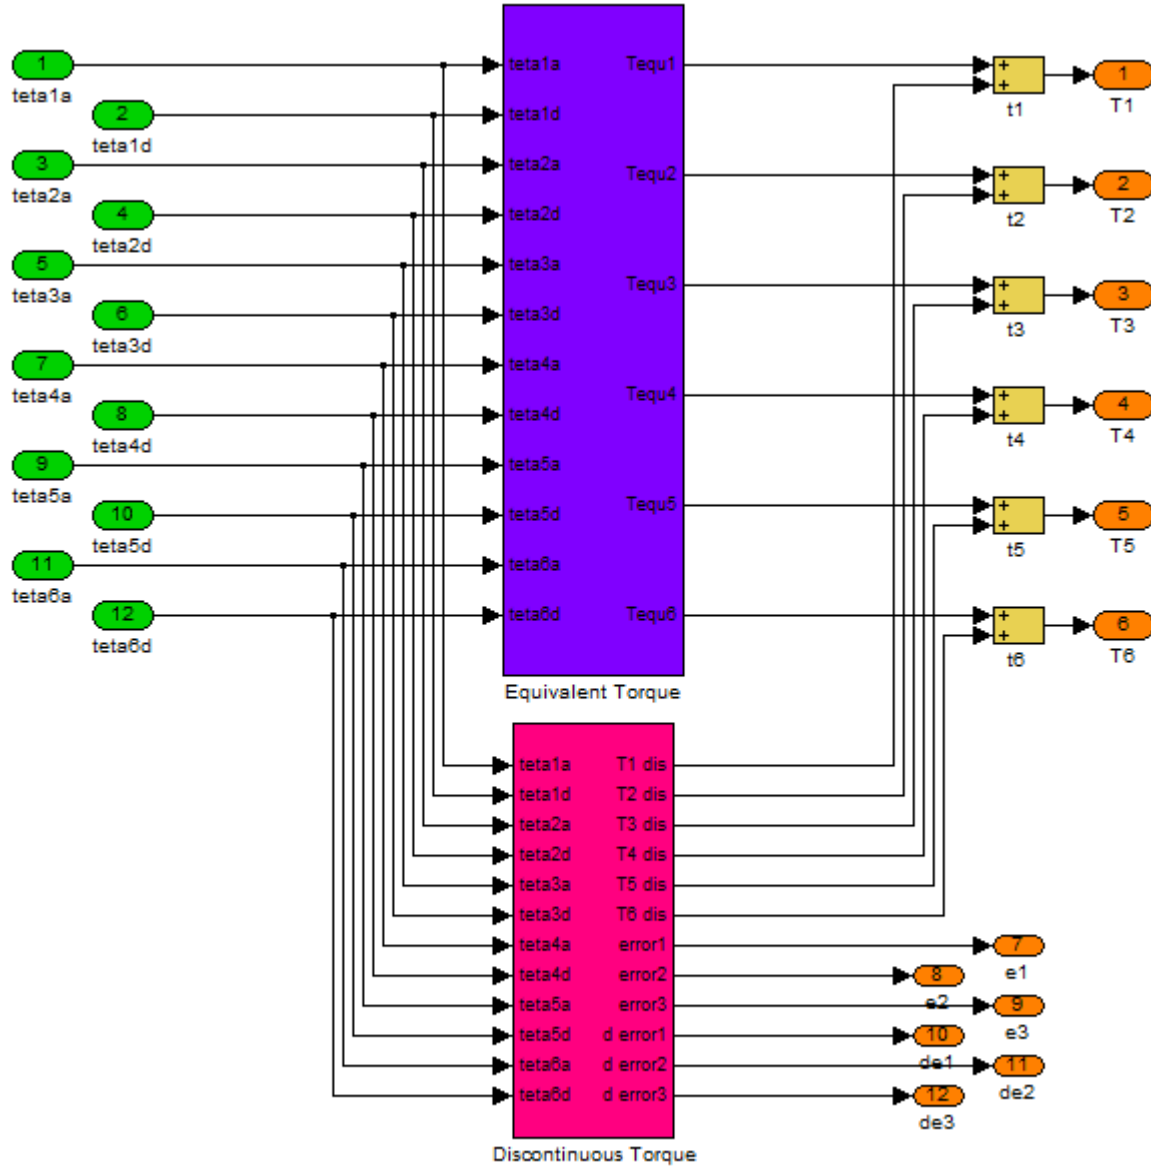 1
teta1a
2
teta1d
3
teta2a
4
teta2d
5
teta3a
6
teta3d
7
teta4a
8
teta4d
9
teta5a
10
teta5d
11
teta6a
12
teta6d
teta1a
teta1d
teta2a
teta2d
teta3a
teta3d
teta4a
teta4d
teta5a
teta5d
teta6a
teta6d
Tequ1
Tequ2
Tequ3
Tequ4
Tequ5
Tequ6
Equivalent Torque
+
+
t1
1
T1
+
+
t2
2
T2
+
+
t3
3
T3
+
+
t4
4
T4
+
+
t5
5
T5
+
+
t6
6
T6
teta1a
teta1d
teta2a
teta2d
teta3a
teta3d
teta4a
teta4d
teta5a
teta5d
teta6a
teta6d
T1 dis
T2 dis
T3 dis
T4 dis
T5 dis
T6 dis
error1
error2
error3
d error1
d error2
d error3
Discontinuous Torque
7
e1
8
e2
9
e3
10
de1
11
de2
12
de3